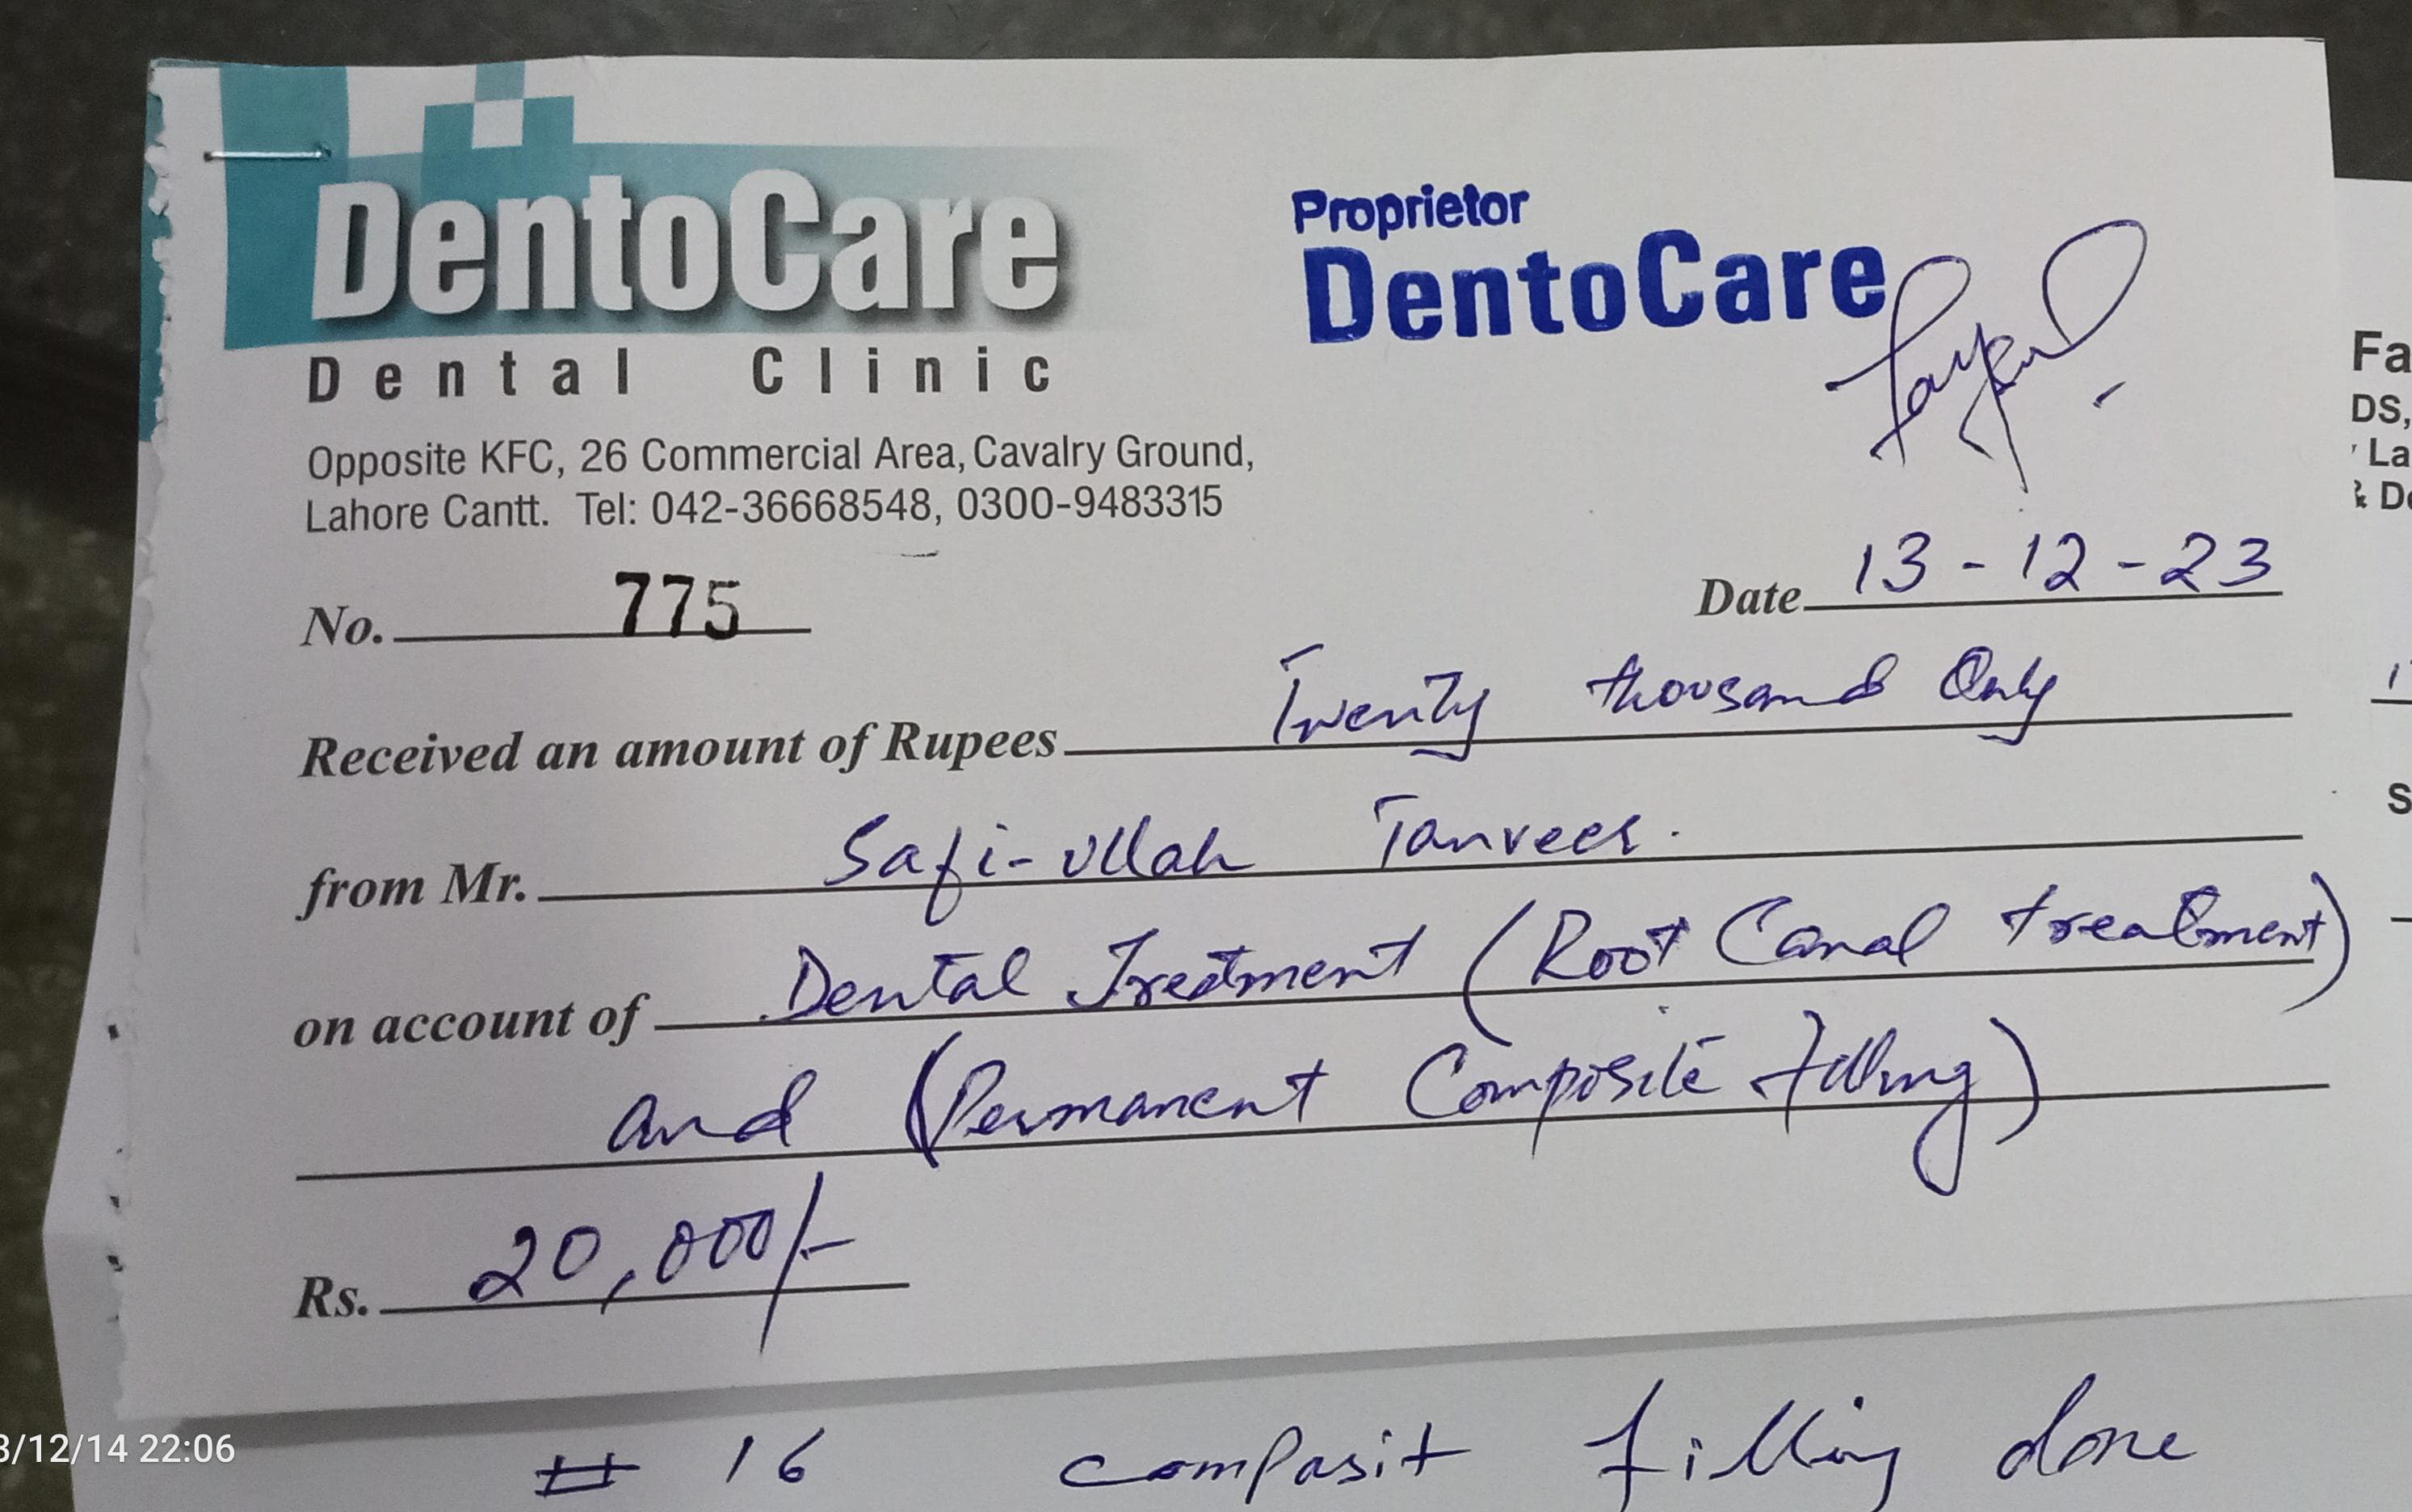 DentoCare
Dental Clinic
Opposite KFC, 26 Commercial Area, Cavalry Ground,
Lahore Cantt. Tel: 042-36668548, 0300-9483315
Proprietor
DentoCare
No. 775
Date 13-12-23
Received an amount of Rupees Twenty thousand Only
from Mr. Safi-ullah Tanveer.
on account of Dental Treatment (Root Canal treatment)
and (Permanent Composite filling)
Rs. 20,000/-
# 16 compasit filling done
Fa
DS,
La
& De
S
3/12/14 22:06